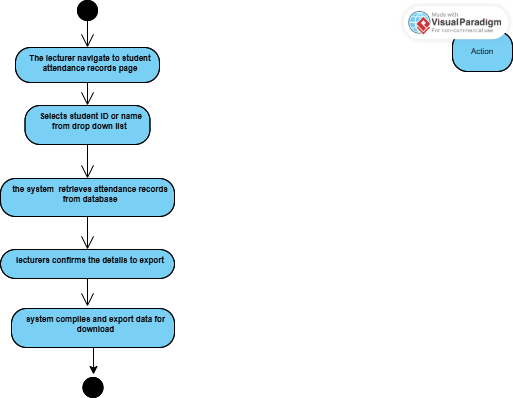 Made with
VisualParadigm
For non-commercial use
Action
The lecturer navigate to student
attendance records page
Selects student ID or name
from drop down list
the system retrieves attendance records
from database
lecturers confirms the details to export
system compiles and export data for
download